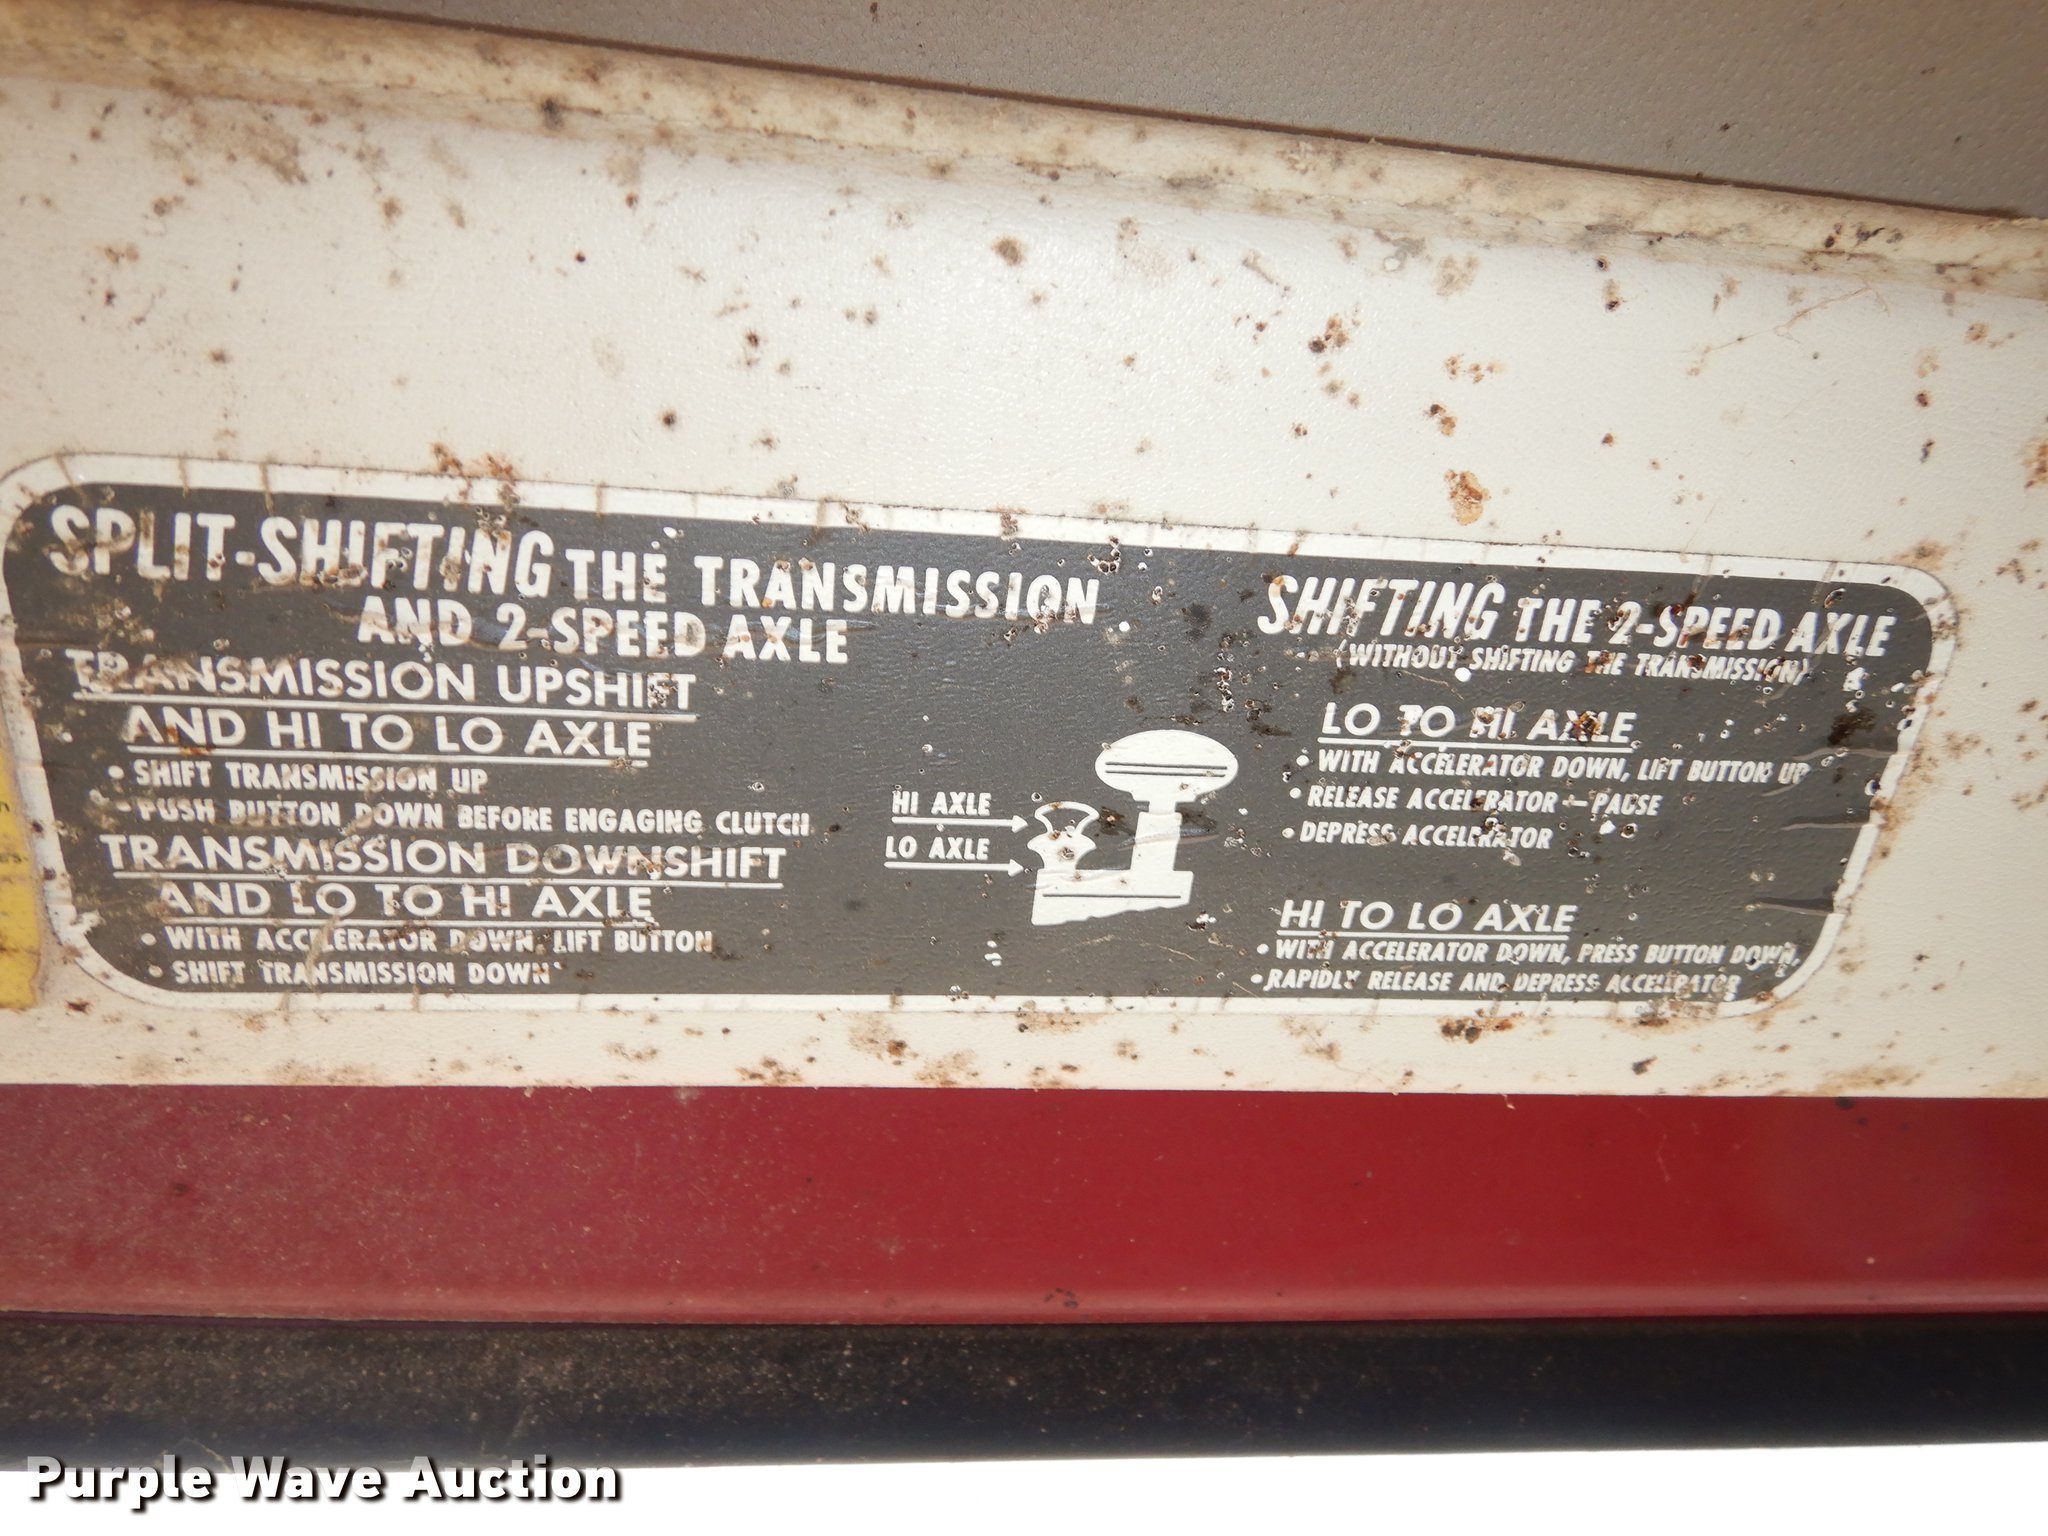 SPLIT-SHIFTING THE TRANSMISSION
AND 2-SPEED AXLE
TRANSMISSION UPSHIFT
AND HI TO LO AXLE
• SHIFT TRANSMISSION UP
• PUSH BUTTON DOWN BEFORE ENGAGING CLUTCH
TRANSMISSION DOWNSHIFT
AND LO TO HI AXLE
• WITH ACCELERATOR DOWN, LIFT BUTTON
• SHIFT TRANSMISSION DOWN
HI AXLE
LO AXLE
SHIFTING THE 2-SPEED AXLE
(WITHOUT SHIFTING THE TRANSMISSION)
LO TO HI AXLE
• WITH ACCELERATOR DOWN, LIFT BUTTON UP
• RELEASE ACCELERATOR – PAUSE
• DEPRESS ACCELERATOR
HI TO LO AXLE
• WITH ACCELERATOR DOWN, PRESS BUTTON DOWN,
• RAPIDLY RELEASE AND DEPRESS ACCELERATOR
Purple Wave Auction